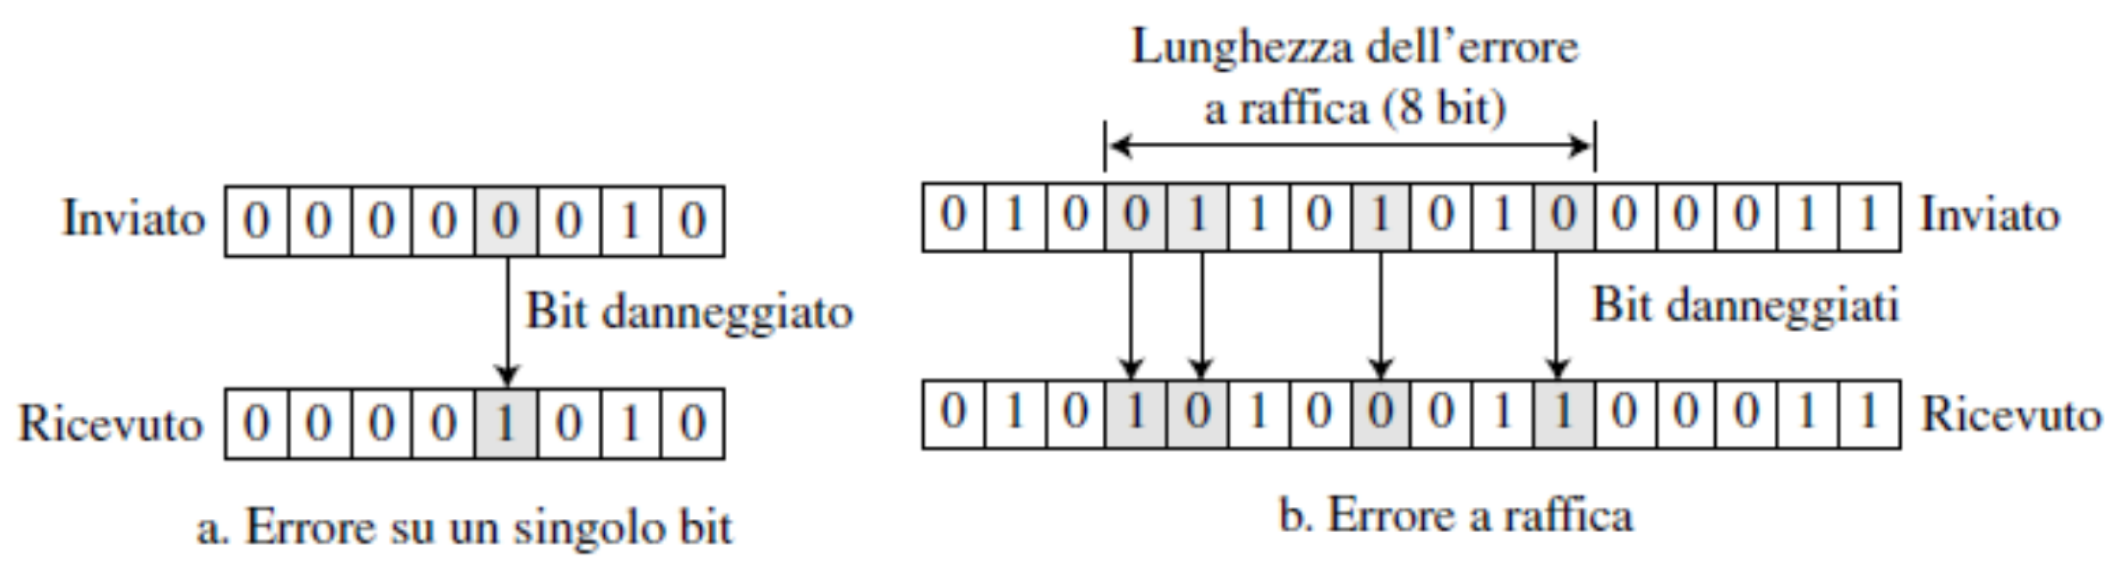 Inviato 0 0 0 0 0 0 1 0
Bit danneggiato
Ricevuto 0 0 0 0 1 0 1 0
a. Errore su un singolo bit
Lunghezza dell’errore
a raffica (8 bit)
0 1 0 0 1 1 0 1 0 1 0 0 0 0 1 1 Inviato
Bit danneggiati
0 1 0 1 0 1 0 0 0 1 1 0 0 0 1 1 Ricevuto
b. Errore a raffica